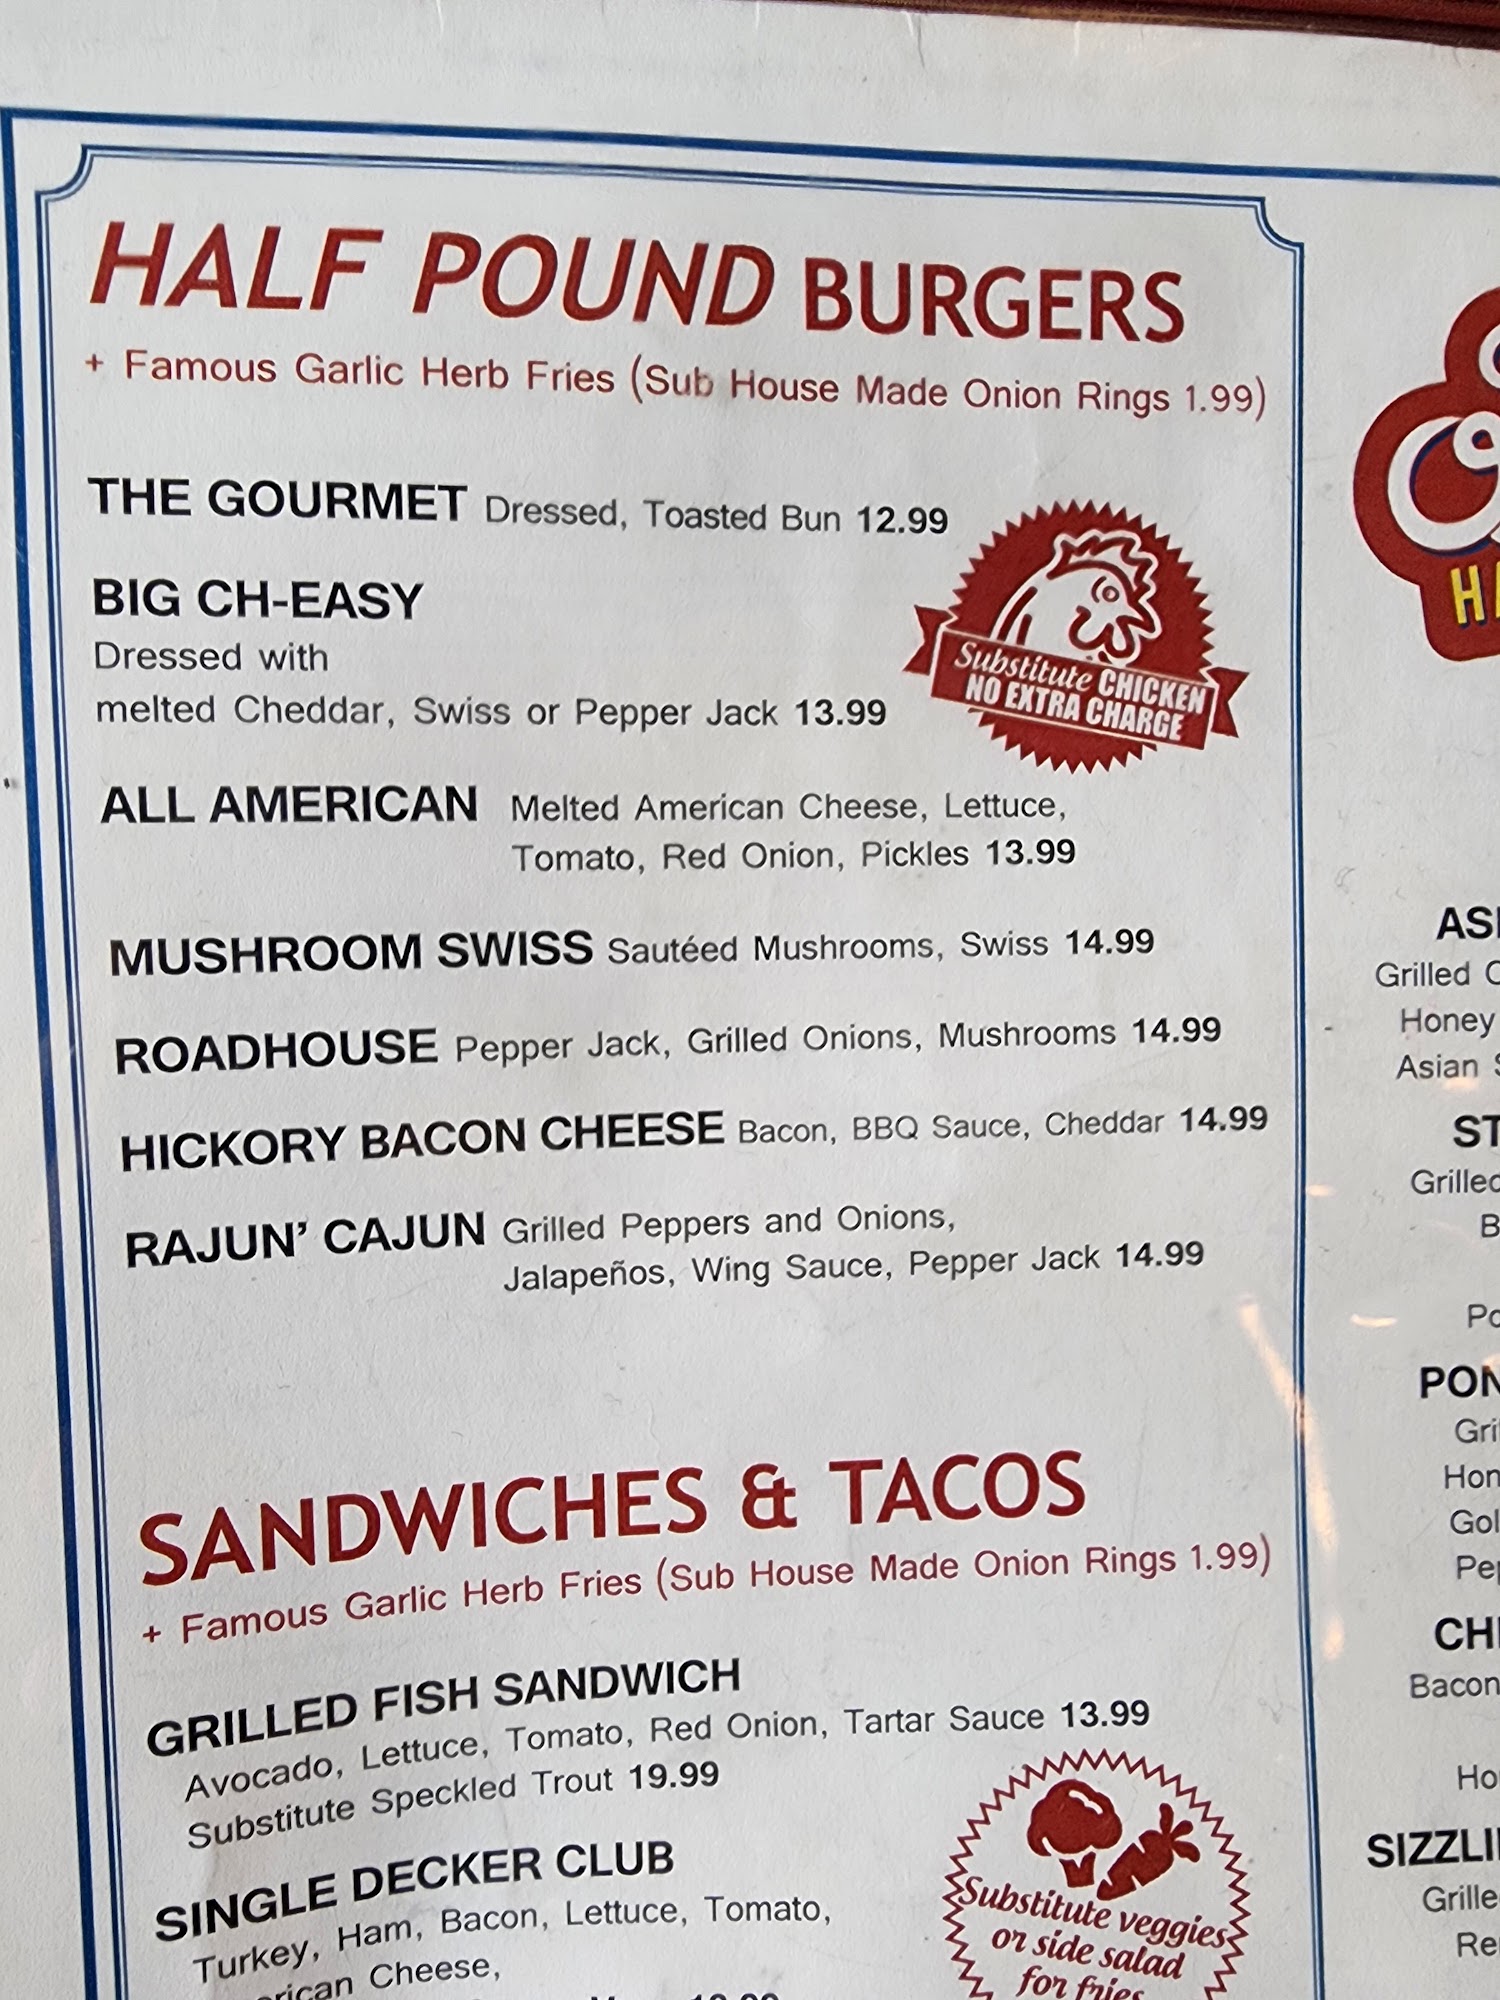 HALF POUND BURGERS
+ Famous Garlic Herb Fries (Sub House Made Onion Rings 1.99)
THE GOURMET Dressed, Toasted Bun 12.99
BIG CH-EASY
Dressed with
melted Cheddar, Swiss or Pepper Jack 13.99
Substitute CHICKEN
NO EXTRA CHARGE
ALL AMERICAN Melted American Cheese, Lettuce,
Tomato, Red Onion, Pickles 13.99
MUSHROOM SWISS Sautéed Mushrooms, Swiss 14.99
ROADHOUSE Pepper Jack, Grilled Onions, Mushrooms 14.99
HICKORY BACON CHEESE Bacon, BBQ Sauce, Cheddar 14.99
RAJUN' CAJUN Grilled Peppers and Onions,
Jalapeños, Wing Sauce, Pepper Jack 14.99
SANDWICHES & TACOS
+ Famous Garlic Herb Fries (Sub House Made Onion Rings 1.99)
GRILLED FISH SANDWICH
Avocado, Lettuce, Tomato, Red Onion, Tartar Sauce 13.99
Substitute Speckled Trout 19.99
SINGLE DECKER CLUB
Turkey, Ham, Bacon, Lettuce, Tomato,
Cheese,
Substitute veggies
or side salad
for fries
Grilled
Honey
Asian
Grilled
Bacon